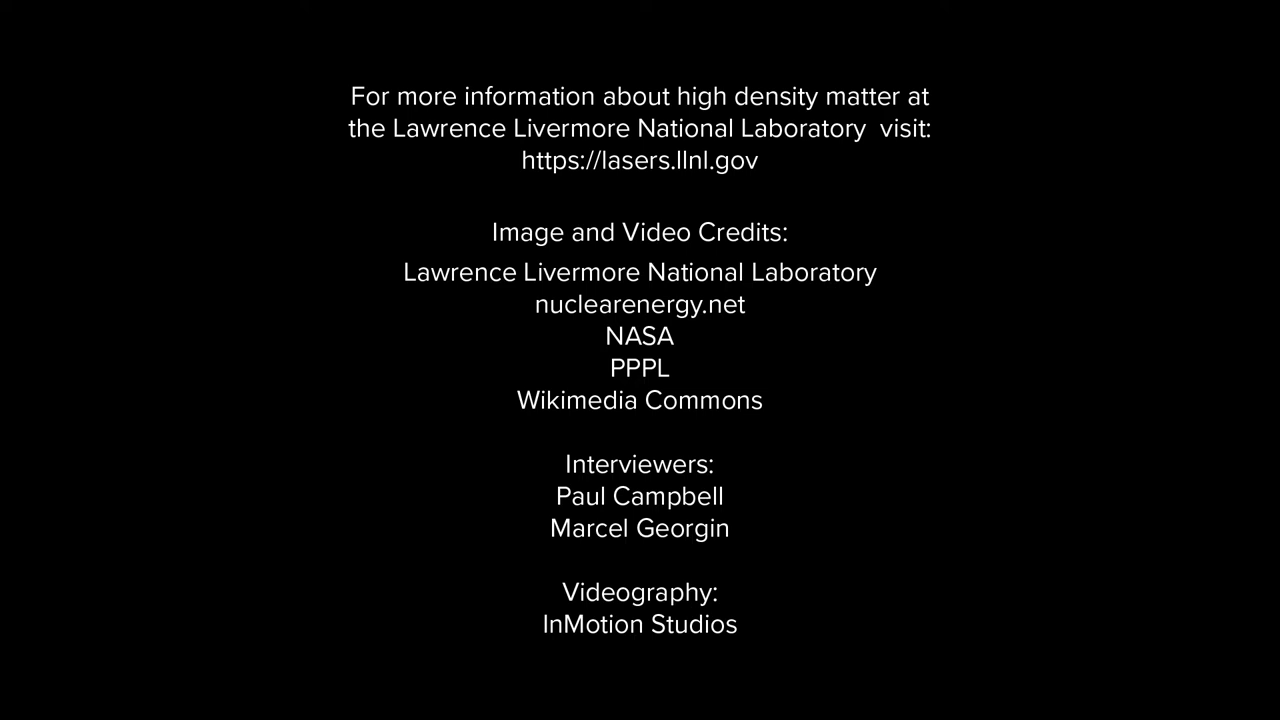 For more information about high density matter at
the Lawrence Livermore National Laboratory  visit:
https://lasers.llnl.gov
Image and Video Credits:
Lawrence Livermore National Laboratory
nuclearenergy.net
NASA
PPPL
Wikimedia Commons
Interviewers:
Paul Campbell
Marcel Georgin
Videography:
InMotion Studios